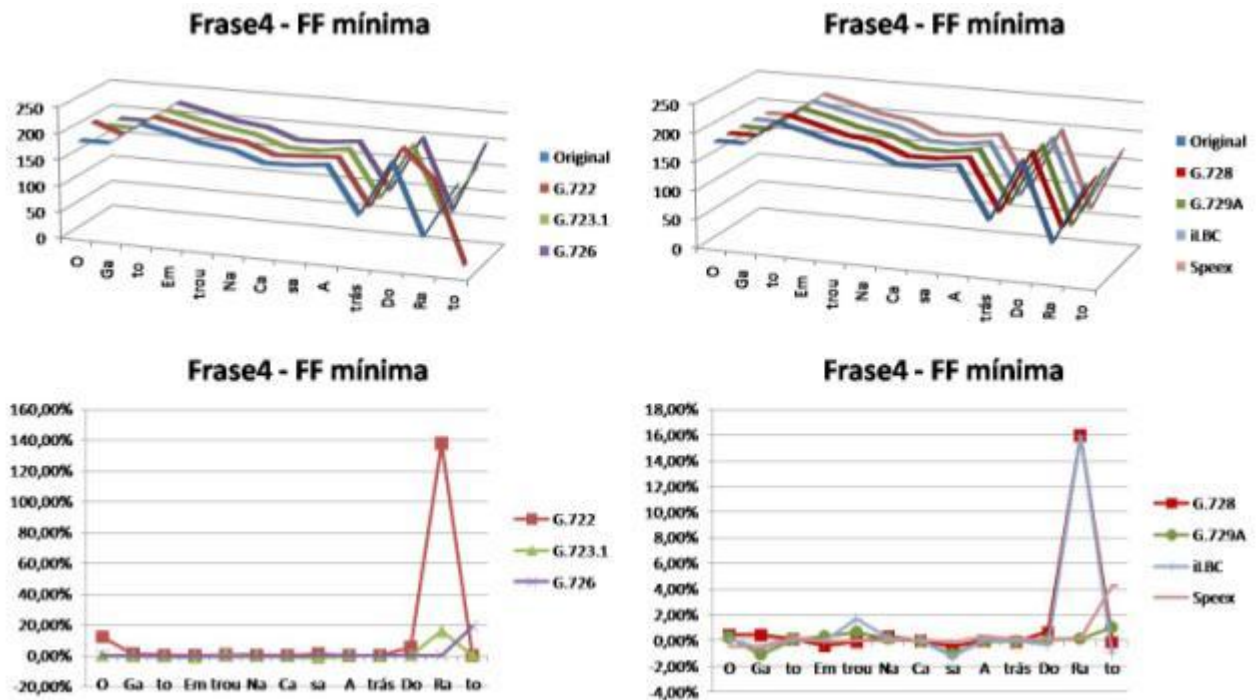 Frase4 - FF mínima
250
200
150
100
50
0
O Ga to Em trou Na Ca sa A trás Do Ra to
Original
G.722
G.723.1
G.726
Frase4 - FF mínima
250
200
150
100
50
0
O Ga to Em trou Na Ca sa A trás Do Ra to
Original
G.728
G.729A
iLBC
Speex
Frase4 - FF mínima
160,00%
140,00%
120,00%
100,00%
80,00%
60,00%
40,00%
20,00%
0,00%
-20,00%
O Ga to Em trou Na Ca sa A trás Do Ra to
G.722
G.723.1
G.726
Frase4 - FF mínima
18,00%
16,00%
14,00%
12,00%
10,00%
8,00%
6,00%
4,00%
2,00%
0,00%
-2,00%
-4,00%
O Ga to Em trou Na Ca sa A trás Do Ra to
G.728
G.729A
iLBC
Speex